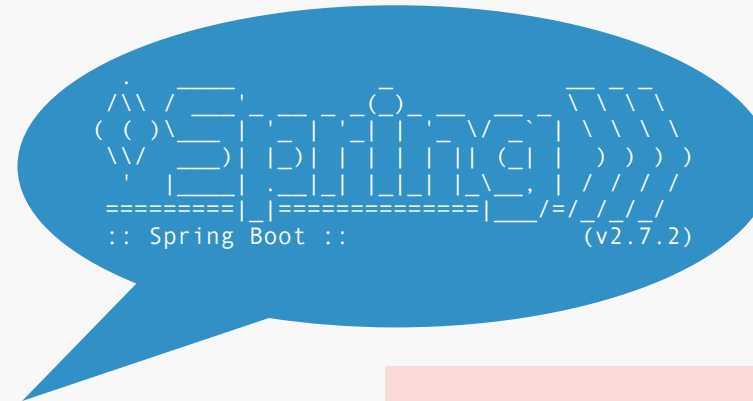 .   ____          _            __ _ _
 /\\ / ___'_ __ _ _(_)_ __  __ _ \ \ \ \
( ( )\___ | '_ | '_| | '_ \/ _` | \ \ \ \
 \\/  ___)| |_)| | | | | || (_| |  ) ) ) )
  '  |____| .__|_| |_|_| |_\__, | / / / /
 =========|_|==============|___/=/_/_/_/
 :: Spring Boot ::                (v2.7.2)